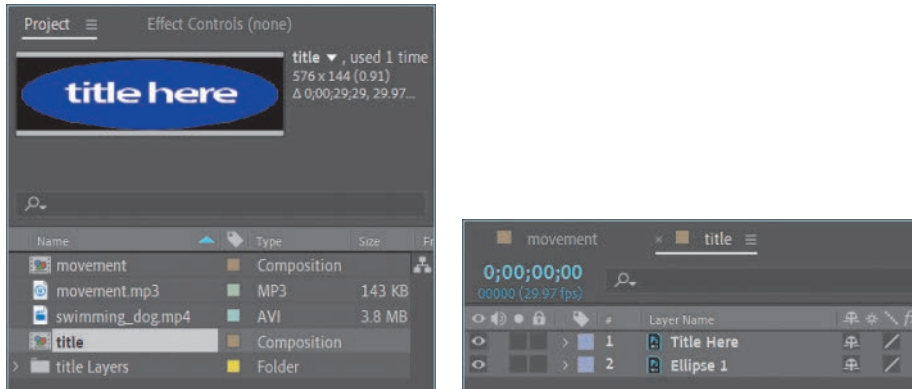 Project Effect Controls (none)
title ▼ , used 1 time
576 x 144 (0.91)
Δ 0;00;29;29, 29.97...
title here
Name Type Size Fr
movement Composition
movement.mp3 MP3 143 KB
swimming_dog.mp4 AVI 3.8 MB
title Composition
title Layers Folder
movement × title
0;00;00;00
00000 (29.97 fps)
# Layer Name
1 Title Here
2 Ellipse 1